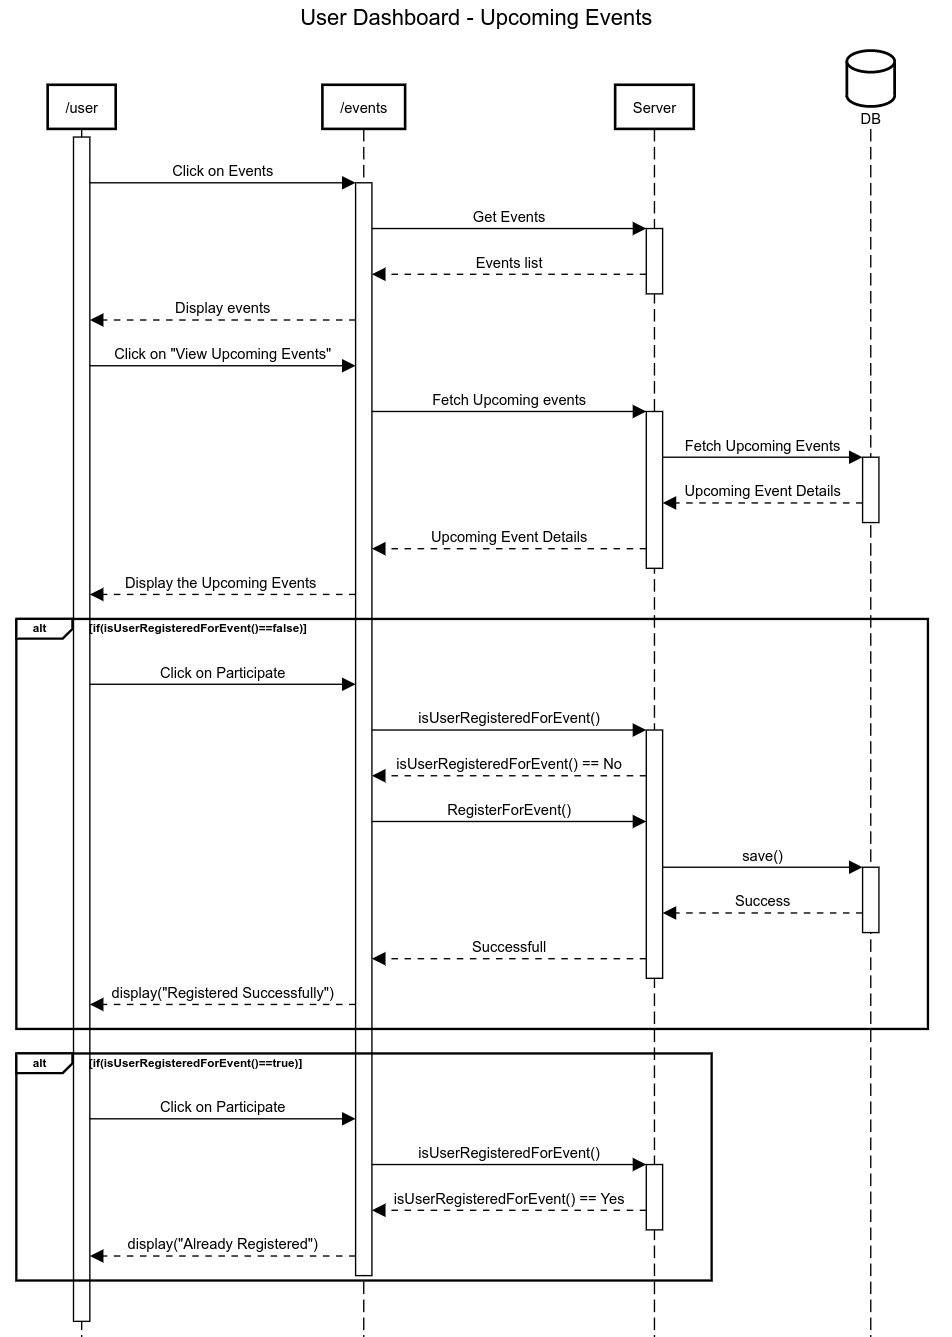 User Dashboard - Upcoming Events
/user
/events
Server
DB
Click on Events
Get Events
Events list
Display events
Click on "View Upcoming Events"
Fetch Upcoming events
Fetch Upcoming Events
Upcoming Event Details
Upcoming Event Details
Display the Upcoming Events
alt
[if(isUserRegisteredForEvent()==false)]
Click on Participate
isUserRegisteredForEvent()
isUserRegisteredForEvent() == No
RegisterForEvent()
save()
Success
Successfull
display("Registered Successfully")
alt
[if(isUserRegisteredForEvent()==true)]
Click on Participate
isUserRegisteredForEvent()
isUserRegisteredForEvent() == Yes
display("Already Registered")